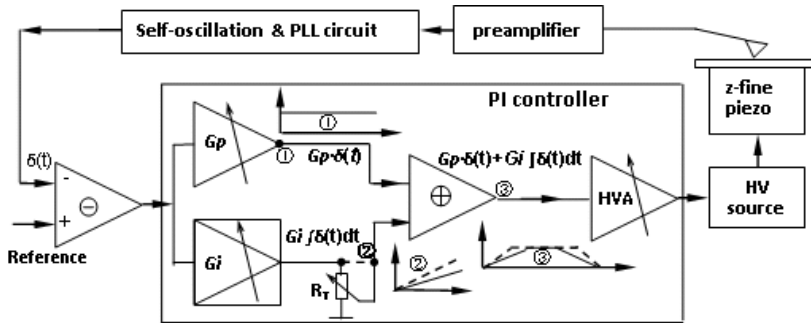 Self-oscillation & PLL circuit
preamplifier
PI controller
z-fine
piezo
Gp
①
①
Gp·δ(t)
Gp·δ(t)+Gi ∫δ(t)dt
③
δ(t)
-
+
⊖
⊕
HVA
HV
source
Reference
Gi
Gi ∫δ(t)dt
②
RT
②
③